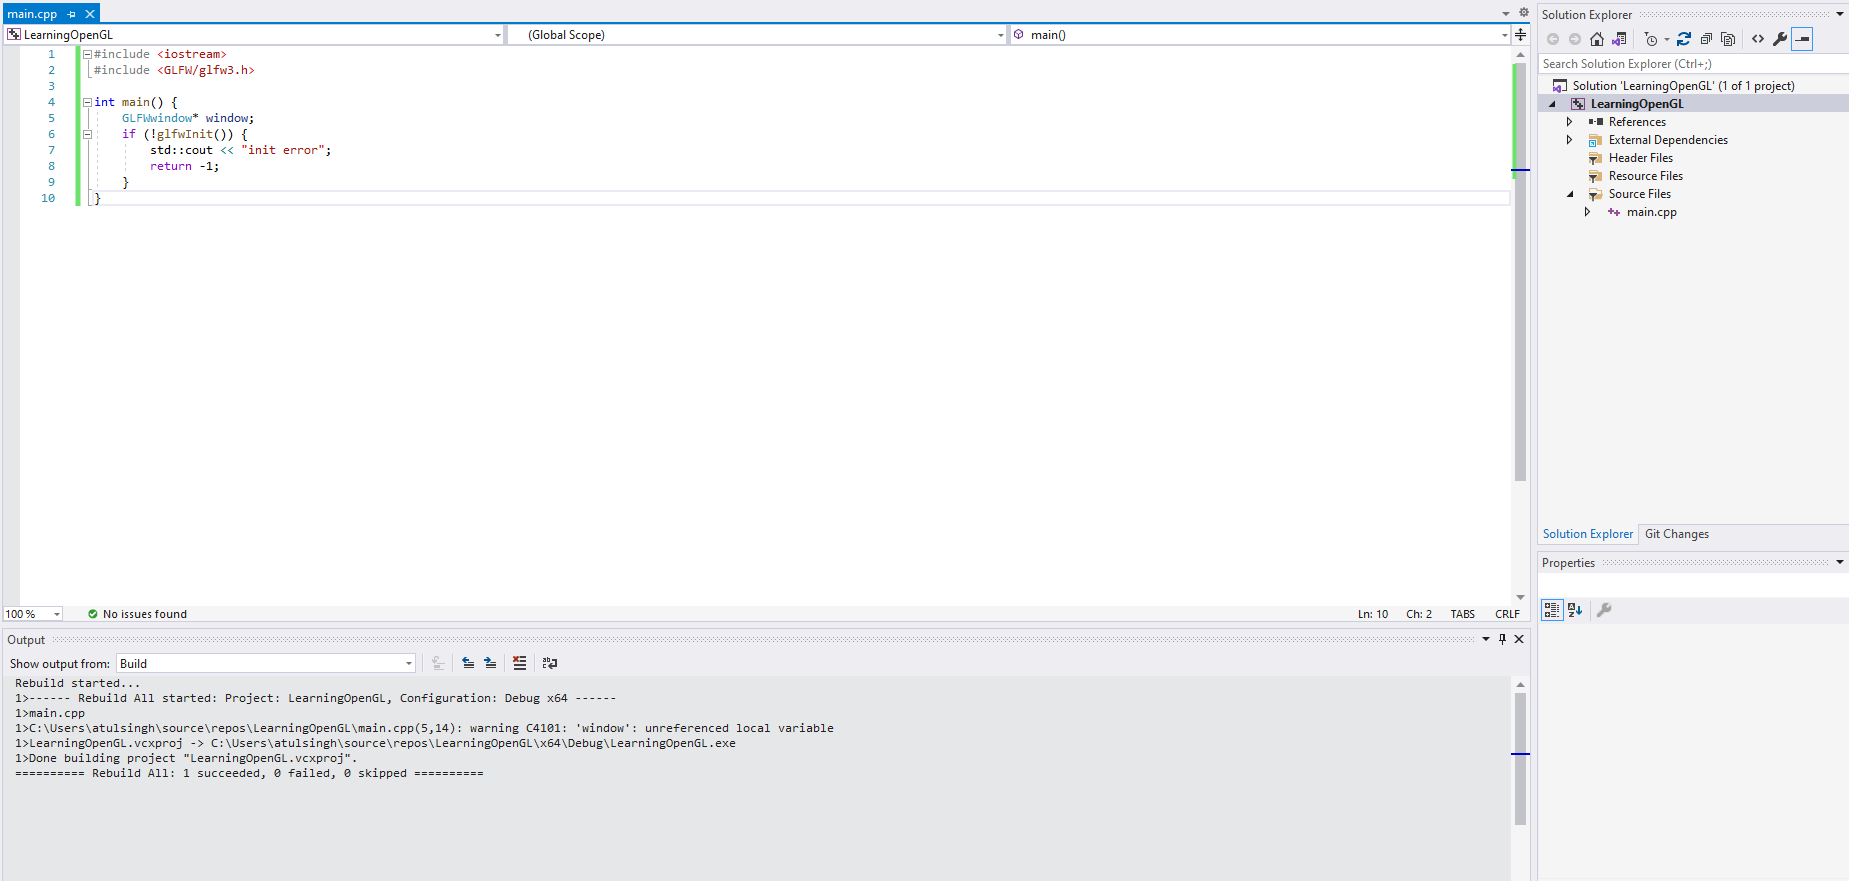 main.cpp
LearningOpenGL
(Global Scope)
main()
1 #include <iostream>
2 #include <GLFW/glfw3.h>
3
4 int main() {
5 GLFWwindow* window;
6 if (!glfwInit()) {
7 std::cout << "init error";
8 return -1;
9 }
10 }
100 %
No issues found
Ln: 10 Ch: 2 TABS CRLF
Output
Show output from: Build
Rebuild started...
1>------ Rebuild All started: Project: LearningOpenGL, Configuration: Debug x64 ------
1>main.cpp
1>C:\Users\atulsingh\source\repos\LearningOpenGL\main.cpp(5,14): warning C4101: 'window': unreferenced local variable
1>LearningOpenGL.vcxproj -> C:\Users\atulsingh\source\repos\LearningOpenGL\x64\Debug\LearningOpenGL.exe
1>Done building project "LearningOpenGL.vcxproj".
========== Rebuild All: 1 succeeded, 0 failed, 0 skipped ==========
Solution Explorer
Search Solution Explorer (Ctrl+;)
Solution 'LearningOpenGL' (1 of 1 project)
LearningOpenGL
References
External Dependencies
Header Files
Resource Files
Source Files
main.cpp
Solution Explorer Git Changes
Properties